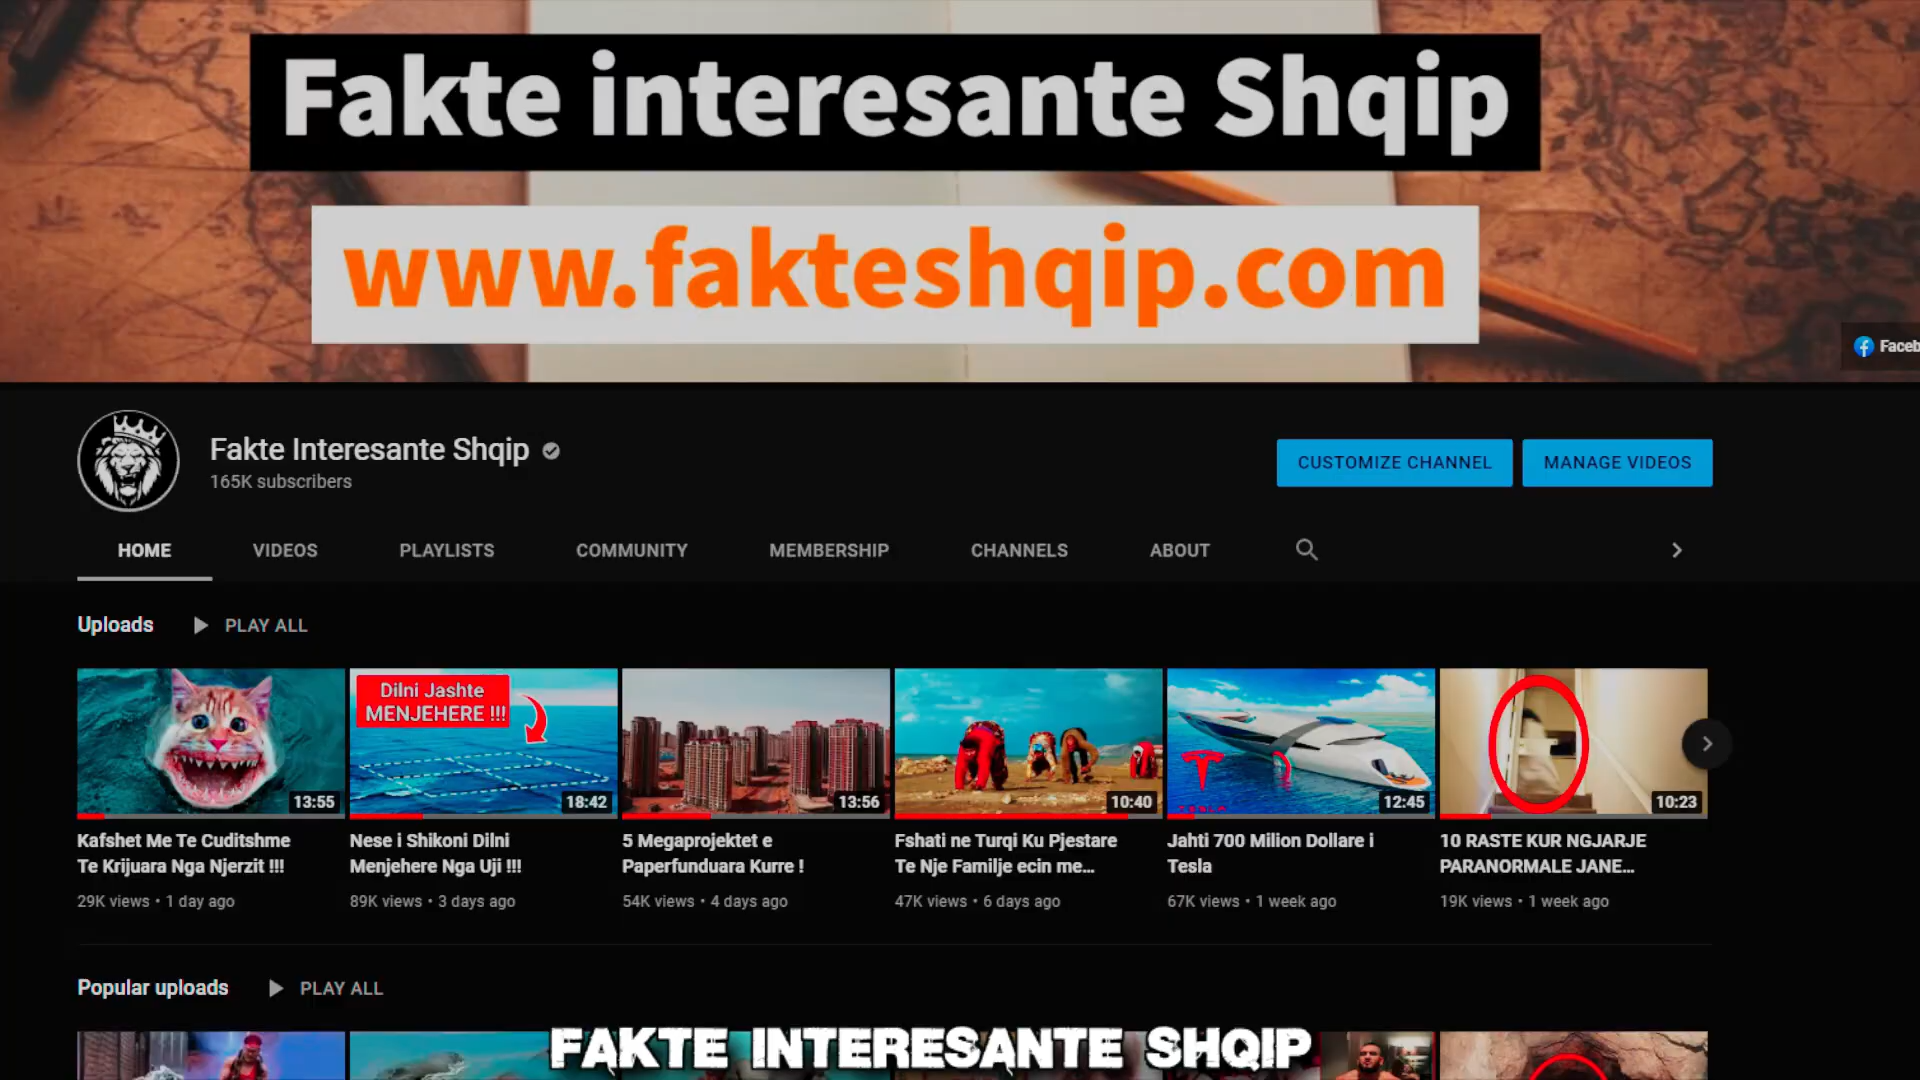 Fakte interesante Shqip
www.fakteshqip.com
Faceb
Fakte Interesante Shqip
165K subscribers
CUSTOMIZE CHANNEL
MANAGE VIDEOS
HOME
VIDEOS
PLAYLISTS
COMMUNITY
MEMBERSHIP
CHANNELS
ABOUT
Uploads
PLAY ALL
Dilni Jashte
MENJEHERE !!!
13:55
18:42
13:56
10:40
TESLA
12:45
10:23
Kafshet Me Te Cuditshme
Te Krijuara Nga Njerzit !!!
29K views • 1 day ago
Nese i Shikoni Dilni
Menjehere Nga Uji !!!
89K views • 3 days ago
5 Megaprojektet e
Paperfunduara Kurre !
54K views • 4 days ago
Fshati ne Turqi Ku Pjestare
Te Nje Familje ecin me...
47K views • 6 days ago
Jahti 700 Milion Dollare i
Tesla
67K views • 1 week ago
10 RASTE KUR NGJARJE
PARANORMALE JANE...
19K views • 1 week ago
Popular uploads
PLAY ALL
FAKTE INTERESANTE SHQIP